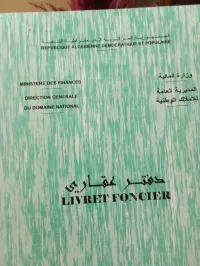 الجمهورية الجزائرية الديمقراطية الشعبية
REPUBLIQUE ALGERIENNE DEMOCRATIQUE ET POPULAIRE
وزارة المالية
MINISTERE DES FINANCES
المديرية العامة
للأملاك الوطنية
DIRECTION GENERALE
DU DOMAINE NATIONAL
دفتر عقاري
LIVRET FONCIER